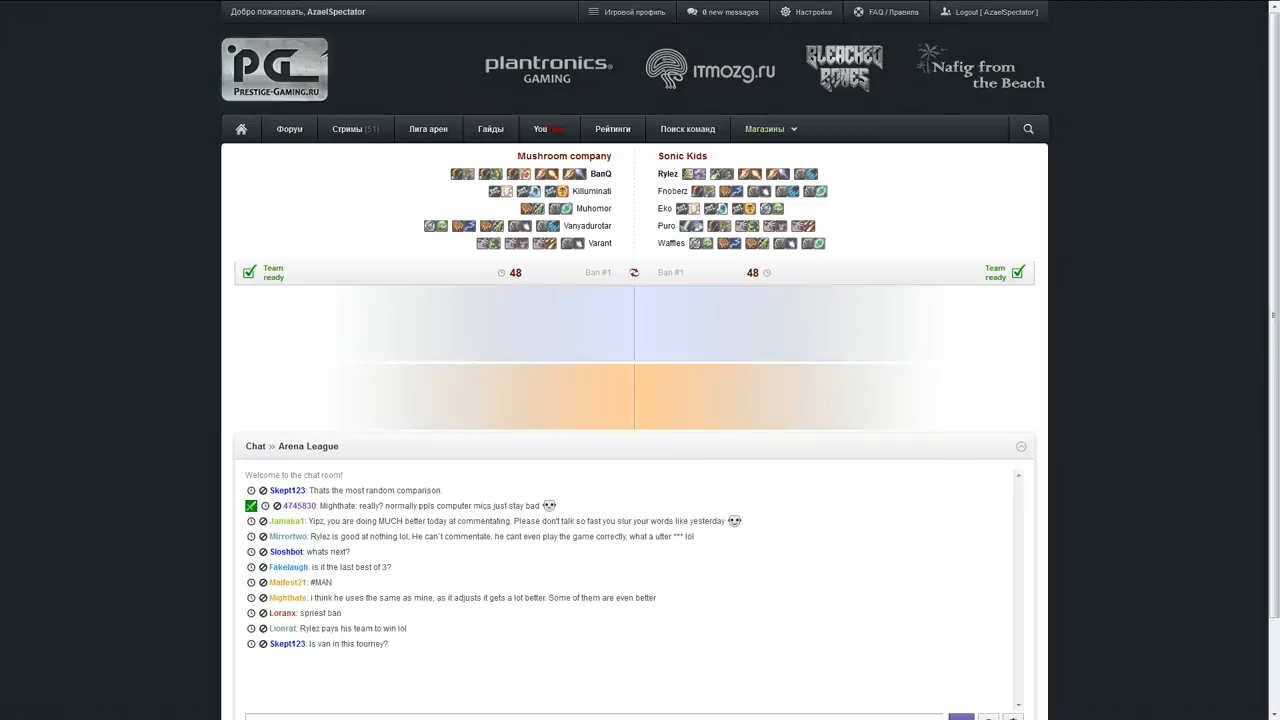 Добро пожаловать, AzaelSpectator
Игровой профиль
0 new messages
Настройки
FAQ / Правила
Logout [ AzaelSpectator ]
PG
PRESTIGE-GAMING.RU
plantronics®
GAMING
ITMOZG.RU
BLEACHED
BONES
Nafig from
the Beach
Форум
Стримы (51)
Лига арен
Гайды
YouTube
Рейтинги
Поиск команд
Магазины
Mushroom company
Sonic Kids
BanQ
Rylez
Killuminati
Fnoberz
Muhomor
Eko
Vanyadurotar
Puro
Varant
Waffles
Team
ready
48
Ban #1
Ban #1
48
Team
ready
Chat » Arena League
Welcome to the chat room!
Skept123: Thats the most random comparison.
4745830: Mighthate: really? normally ppls computer mics just stay bad
Jamaka1: Yipz, you are doing MUCH better today at commentating. Please don't talk so fast you slur your words like yesterday
Mirrortwo: Rylez is good at nothing lol, He can`t commentate, he cant even play the game correctly, what a utter *** lol
Sloshbot: whats next?
Fakelaugh: is it the last best of 3?
Malfest21: #MAN
Mighthate: i think he uses the same as mine, as it adjusts it gets a lot better. Some of them are even better
Loranx: spriest ban
Lionrat: Rylez pays his team to win lol
Skept123: Is van in this tourney?